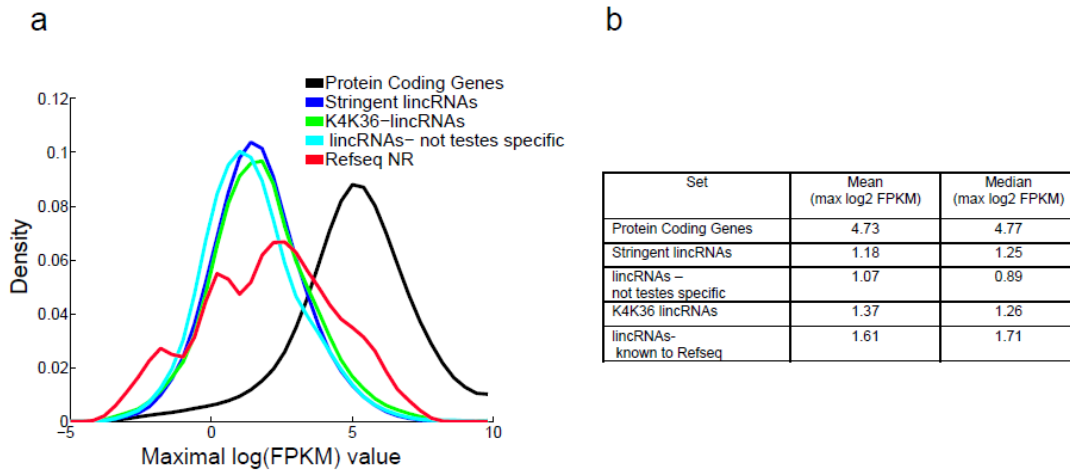 a
b
Protein Coding Genes
Stringent lincRNAs
K4K36−lincRNAs
lincRNAs− not testes specific
Refseq NR
0.12
0.1
0.08
0.06
0.04
0.02
0
Density
−5
0
5
10
Maximal log(FPKM) value
Set Mean Median
(max log2 FPKM) (max log2 FPKM)
Protein Coding Genes 4.73 4.77
Stringent lincRNAs 1.18 1.25
lincRNAs – 1.07 0.89
not testes specific
K4K36 lincRNAs 1.37 1.26
lincRNAs- 1.61 1.71
known to Refseq